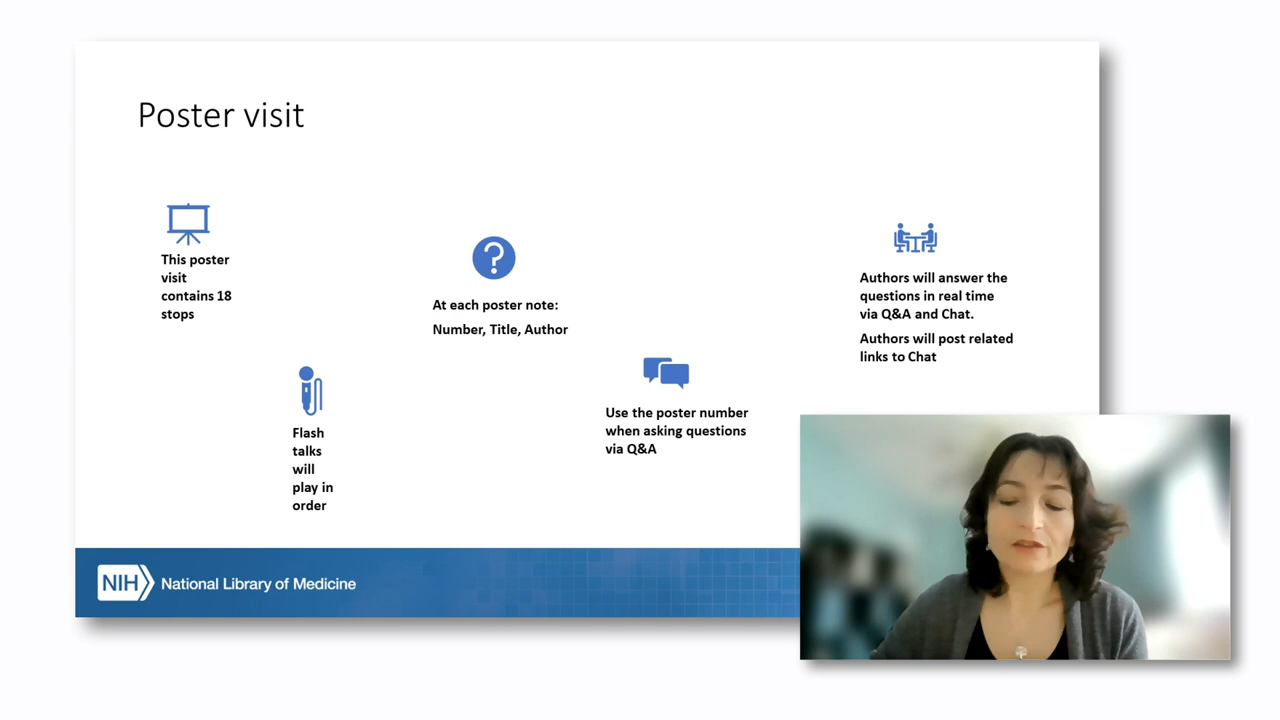 Poster visit
This poster
visit
contains 18
stops
Flash
talks
will
play in
order
At each poster note:
Number, Title, Author
Use the poster number
when asking questions
via Q&A
Authors will answer the
questions in real time
via Q&A and Chat.
Authors will post related
links to Chat
NIH National Library of Medicine